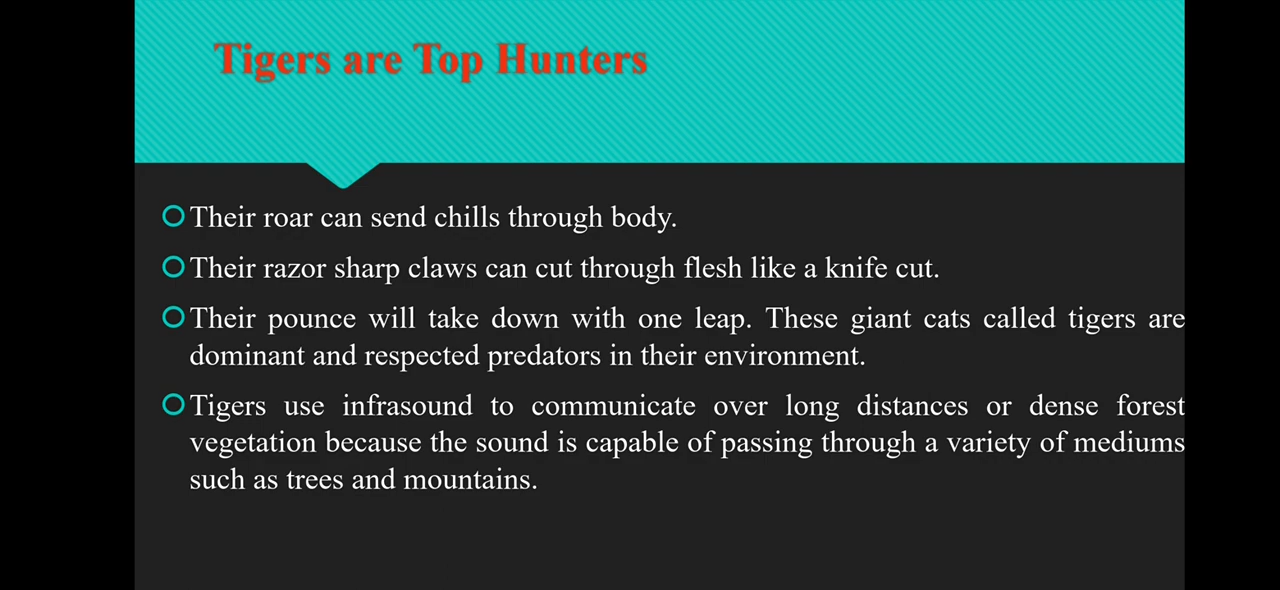 Tigers are Top Hunters
Their roar can send chills through body.
Their razor sharp claws can cut through flesh like a knife cut.
Their pounce will take down with one leap. These giant cats called tigers are
dominant and respected predators in their environment.
Tigers use infrasound to communicate over long distances or dense forest
vegetation because the sound is capable of passing through a variety of mediums
such as trees and mountains.